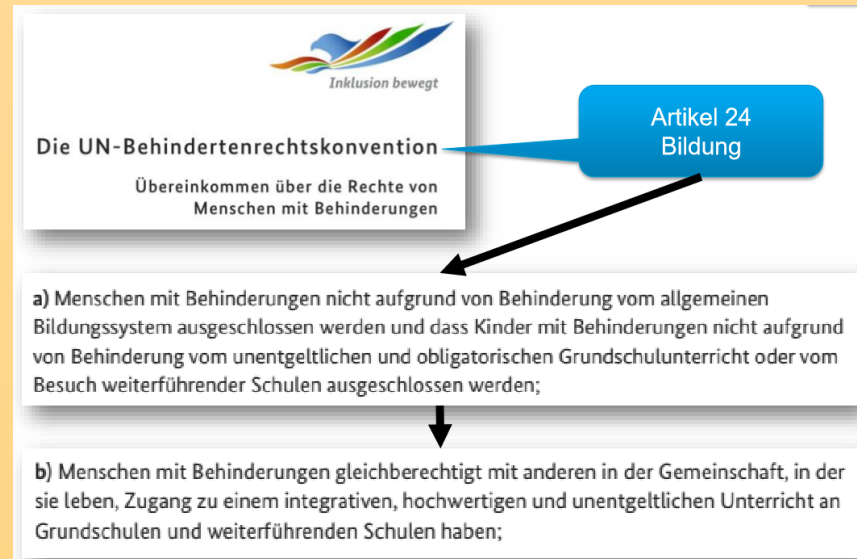 Inklusion bewegt
Die UN-Behindertenrechtskonvention
Übereinkommen über die Rechte von
Menschen mit Behinderungen
Artikel 24
Bildung
a) Menschen mit Behinderungen nicht aufgrund von Behinderung vom allgemeinen
Bildungssystem ausgeschlossen werden und dass Kinder mit Behinderungen nicht aufgrund
von Behinderung vom unentgeltlichen und obligatorischen Grundschulunterricht oder vom
Besuch weiterführender Schulen ausgeschlossen werden;
b) Menschen mit Behinderungen gleichberechtigt mit anderen in der Gemeinschaft, in der
sie leben, Zugang zu einem integrativen, hochwertigen und unentgeltlichen Unterricht an
Grundschulen und weiterführenden Schulen haben;